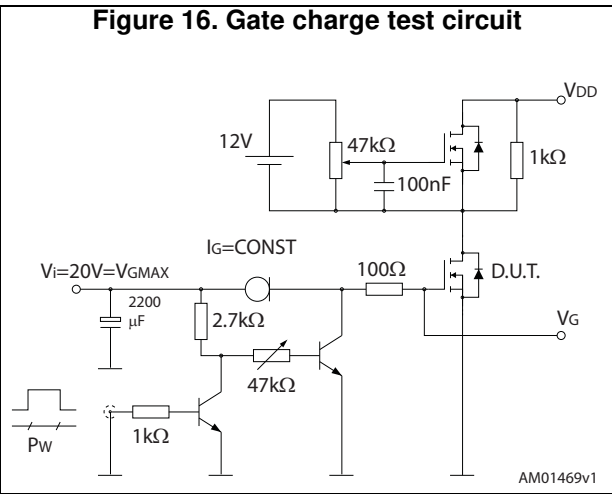 Figure 16. Gate charge test circuit
VDD
12V
47kΩ
1kΩ
100nF
IG=CONST
Vi=20V=VGMAX
100Ω
D.U.T.
2200
μF
2.7kΩ
VG
47kΩ
1kΩ
PW
AM01469v1